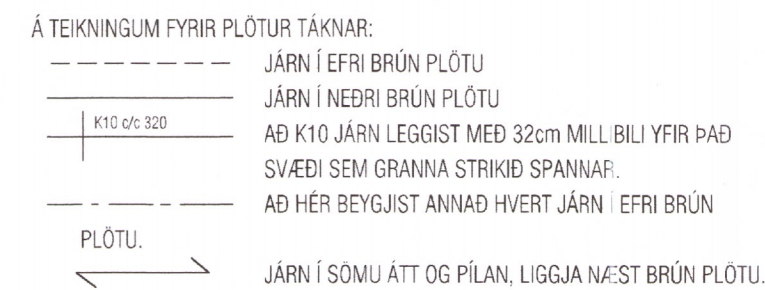 Á TEIKNINGUM FYRIR PLÖTUR TÁKNAR:
JÁRN Í EFRI BRÚN PLÖTU
JÁRN Í NEÐRI BRÚN PLÖTU
K10 c/c 320
AÐ K10 JÁRN LEGGIST MEÐ 32cm MILLIBILI YFIR ÞAÐ
SVÆÐI SEM GRANNA STRIKIÐ SPANNAR.
AÐ HÉR BEYGJIST ANNAÐ HVERT JÁRN Í EFRI BRÚN
PLÖTU.
JÁRN Í SÖMU ÁTT OG PÍLAN, LIGGJA NÆST BRÚN PLÖTU.